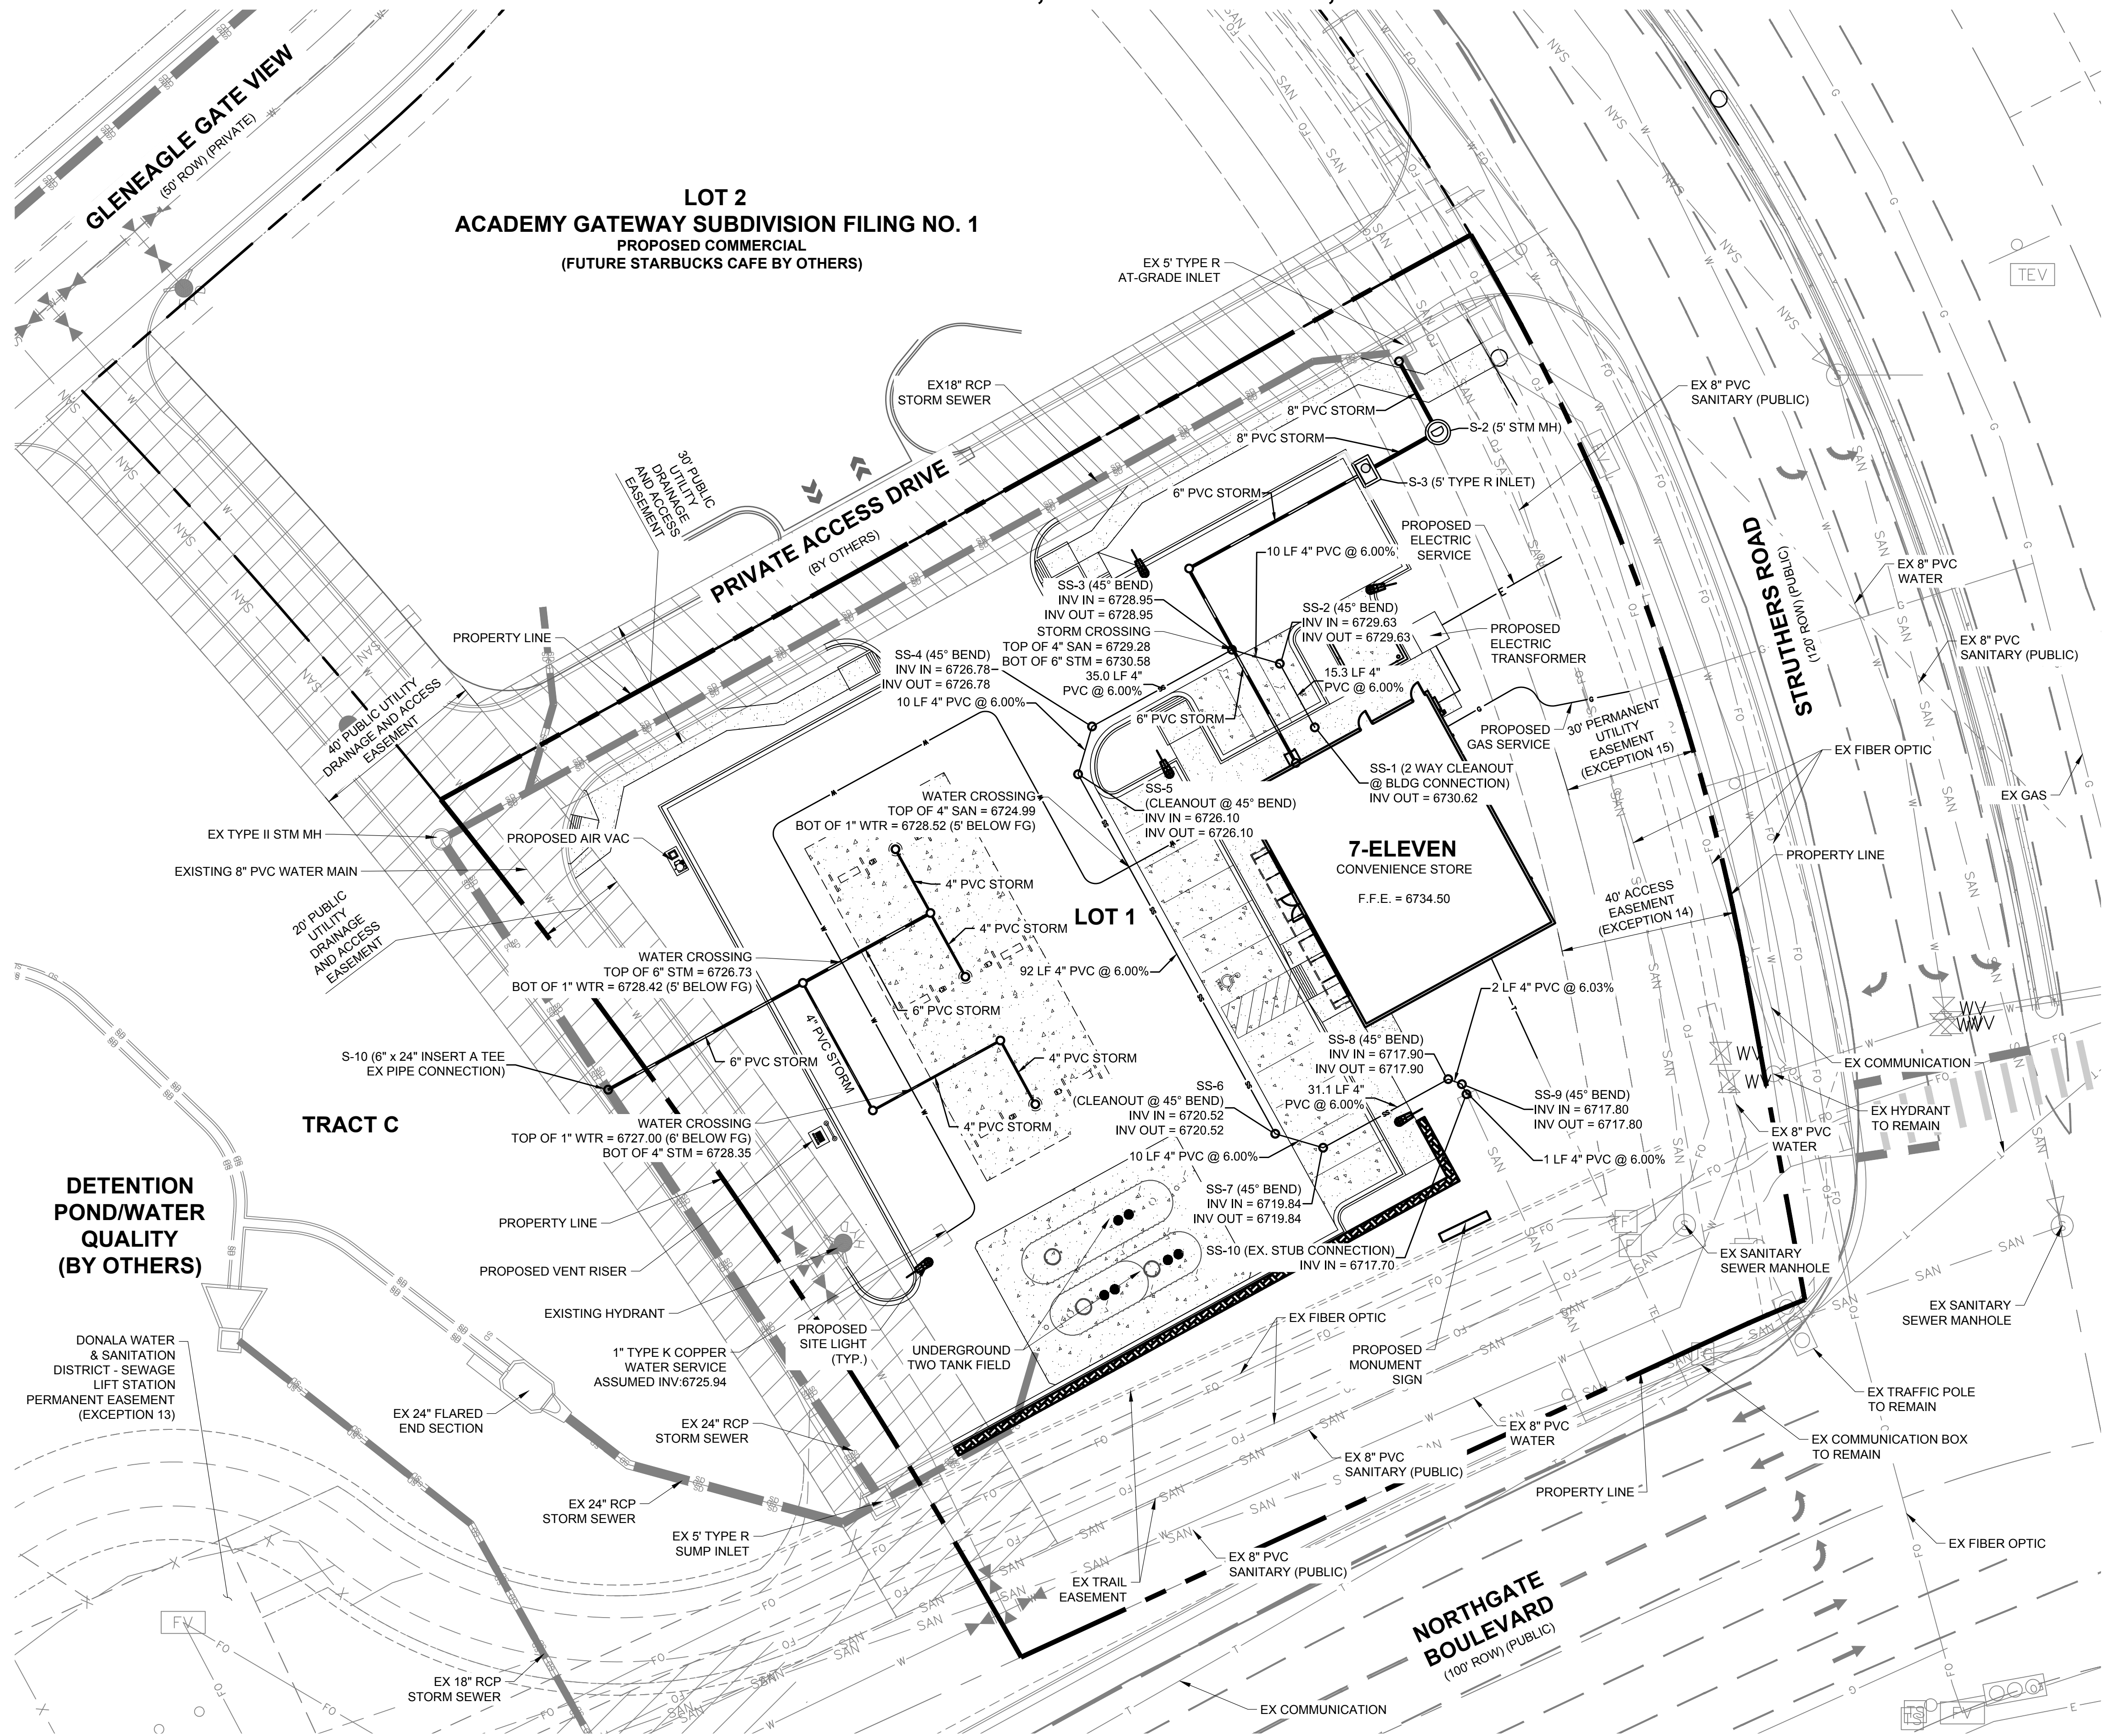 GLENEAGLE GATE VIEW
(50' ROW) (PRIVATE)
LOT 2
ACADEMY GATEWAY SUBDIVISION FILING NO. 1
PROPOSED COMMERCIAL
(FUTURE STARBUCKS CAFE BY OTHERS)
EX 5' TYPE R
AT-GRADE INLET
EX18" RCP
STORM SEWER
8" PVC STORM
8" PVC STORM
S-2 (5' STM MH)
S-3 (5' TYPE R INLET)
EX 8" PVC
SANITARY (PUBLIC)
TEV
30' PUBLIC
UTILITY
DRAINAGE
AND ACCESS
EASEMENT
PRIVATE ACCESS DRIVE
(BY OTHERS)
6" PVC STORM
PROPOSED
ELECTRIC
SERVICE
10 LF 4" PVC @ 6.00%
SS-3 (45° BEND)
INV IN = 6728.95
INV OUT = 6728.95
STORM CROSSING
TOP OF 4" SAN = 6729.28
BOT OF 6" STM = 6730.58
35.0 LF 4"
PVC @ 6.00%
SS-2 (45° BEND)
INV IN = 6729.63
INV OUT = 6729.63
15.3 LF 4"
PVC @ 6.00%
PROPOSED
ELECTRIC
TRANSFORMER
STRUTHERS ROAD
(120.0' ROW) (PUBLIC)
EX 8" PVC
WATER
EX 8" PVC
SANITARY (PUBLIC)
PROPERTY LINE
SS-4 (45° BEND)
INV IN = 6726.78
INV OUT = 6726.78
10 LF 4" PVC @ 6.00%
6" PVC STORM
PROPOSED
GAS SERVICE
30' PERMANENT
UTILITY
EASEMENT
(EXCEPTION 15)
EX FIBER OPTIC
EX GAS
40' PUBLIC UTILITY
DRAINAGE AND ACCESS
EASEMENT
SS-1 (2 WAY CLEANOUT
@ BLDG CONNECTION)
INV OUT = 6730.62
SS-5
(CLEANOUT @ 45° BEND)
INV IN = 6726.10
INV OUT = 6726.10
WATER CROSSING
TOP OF 4" SAN = 6724.99
BOT OF 1" WTR = 6728.52 (5' BELOW FG)
EX TYPE II STM MH
PROPOSED AIR VAC
EXISTING 8" PVC WATER MAIN
7-ELEVEN
CONVENIENCE STORE
F.F.E. = 6734.50
PROPERTY LINE
40' ACCESS
EASEMENT
(EXCEPTION 14)
20' PUBLIC
UTILITY
DRAINAGE
AND ACCESS
EASEMENT
4" PVC STORM
4" PVC STORM
LOT 1
WATER CROSSING
TOP OF 6" STM = 6726.73
BOT OF 1" WTR = 6728.42 (5' BELOW FG)
92 LF 4" PVC @ 6.00%
2 LF 4" PVC @ 6.03%
6" PVC STORM
4" PVC STORM
6" PVC STORM
4" PVC STORM
S-10 (6" x 24" INSERT A TEE
EX PIPE CONNECTION)
SS-8 (45° BEND)
INV IN = 6717.90
INV OUT = 6717.90
31.1 LF 4"
PVC @ 6.00%
WV
WV
WV
EX COMMUNICATION
SS-6
(CLEANOUT @ 45° BEND)
INV IN = 6720.52
INV OUT = 6720.52
SS-9 (45° BEND)
INV IN = 6717.80
INV OUT = 6717.80
EX HYDRANT
TO REMAIN
TRACT C
WATER CROSSING
TOP OF 1" WTR = 6727.00 (6' BELOW FG)
BOT OF 4" STM = 6728.35
4" PVC STORM
10 LF 4" PVC @ 6.00%
EX 8" PVC
WATER
1 LF 4" PVC @ 6.00%
DETENTION
POND/WATER
QUALITY
(BY OTHERS)
SS-7 (45° BEND)
INV IN = 6719.84
INV OUT = 6719.84
PROPERTY LINE
SS-10 (EX. STUB CONNECTION)
INV IN = 6717.70
EX SANITARY
SEWER MANHOLE
PROPOSED VENT RISER
EXISTING HYDRANT
EX SANITARY
SEWER MANHOLE
PROPOSED
SITE LIGHT
(TYP.)
EX FIBER OPTIC
DONALA WATER
& SANITATION
DISTRICT - SEWAGE
LIFT STATION
PERMANENT EASEMENT
(EXCEPTION 13)
1" TYPE K COPPER
WATER SERVICE
ASSUMED INV:6725.94
UNDERGROUND
TWO TANK FIELD
PROPOSED
MONUMENT
SIGN
EX TRAFFIC POLE
TO REMAIN
EX 24" FLARED
END SECTION
EX 24" RCP
STORM SEWER
EX 8" PVC
WATER
EX COMMUNICATION BOX
TO REMAIN
EX 8" PVC
SANITARY (PUBLIC)
PROPERTY LINE
EX 24" RCP
STORM SEWER
EX 5' TYPE R
SUMP INLET
EX FIBER OPTIC
EX 8" PVC
SANITARY (PUBLIC)
EX TRAIL
EASEMENT
NORTHGATE
BOULEVARD
(100' ROW) (PUBLIC)
FV
EX 18" RCP
STORM SEWER
EX COMMUNICATION
TS
FV